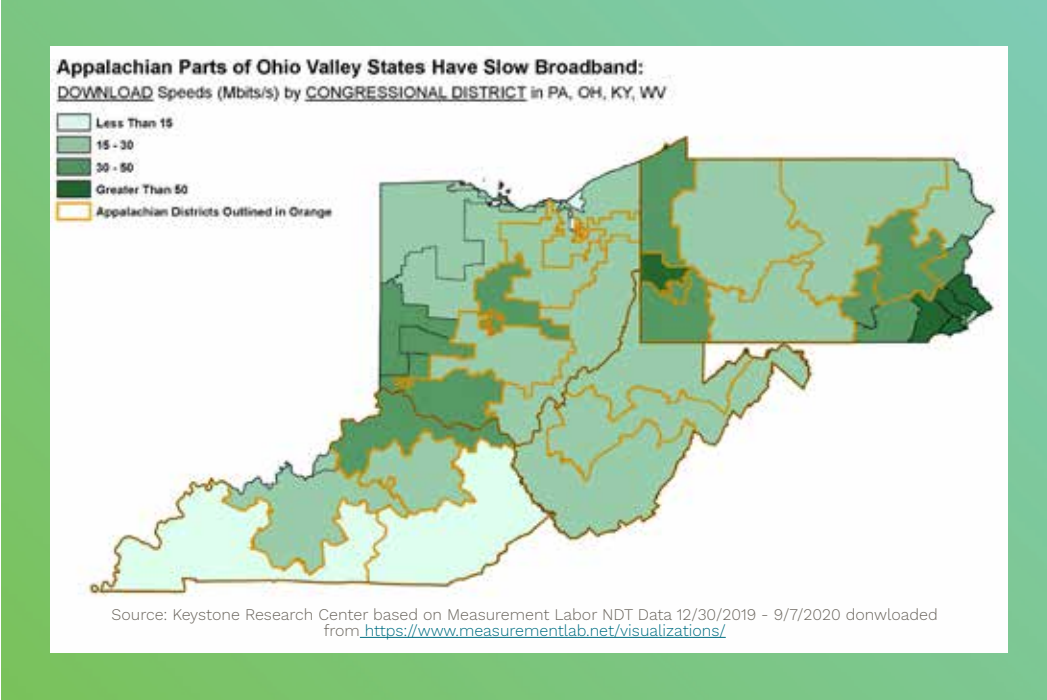 Appalachian Parts of Ohio Valley States Have Slow Broadband:
DOWNLOAD Speeds (Mbits/s) by CONGRESSIONAL DISTRICT in PA, OH, KY, WV
Less Than 15
15 - 30
30 - 50
Greater Than 50
Appalachian Districts Outlined in Orange
Source: Keystone Research Center based on Measurement Labor NDT Data 12/30/2019 - 9/7/2020 donwloaded
from https://www.measurementlab.net/visualizations/